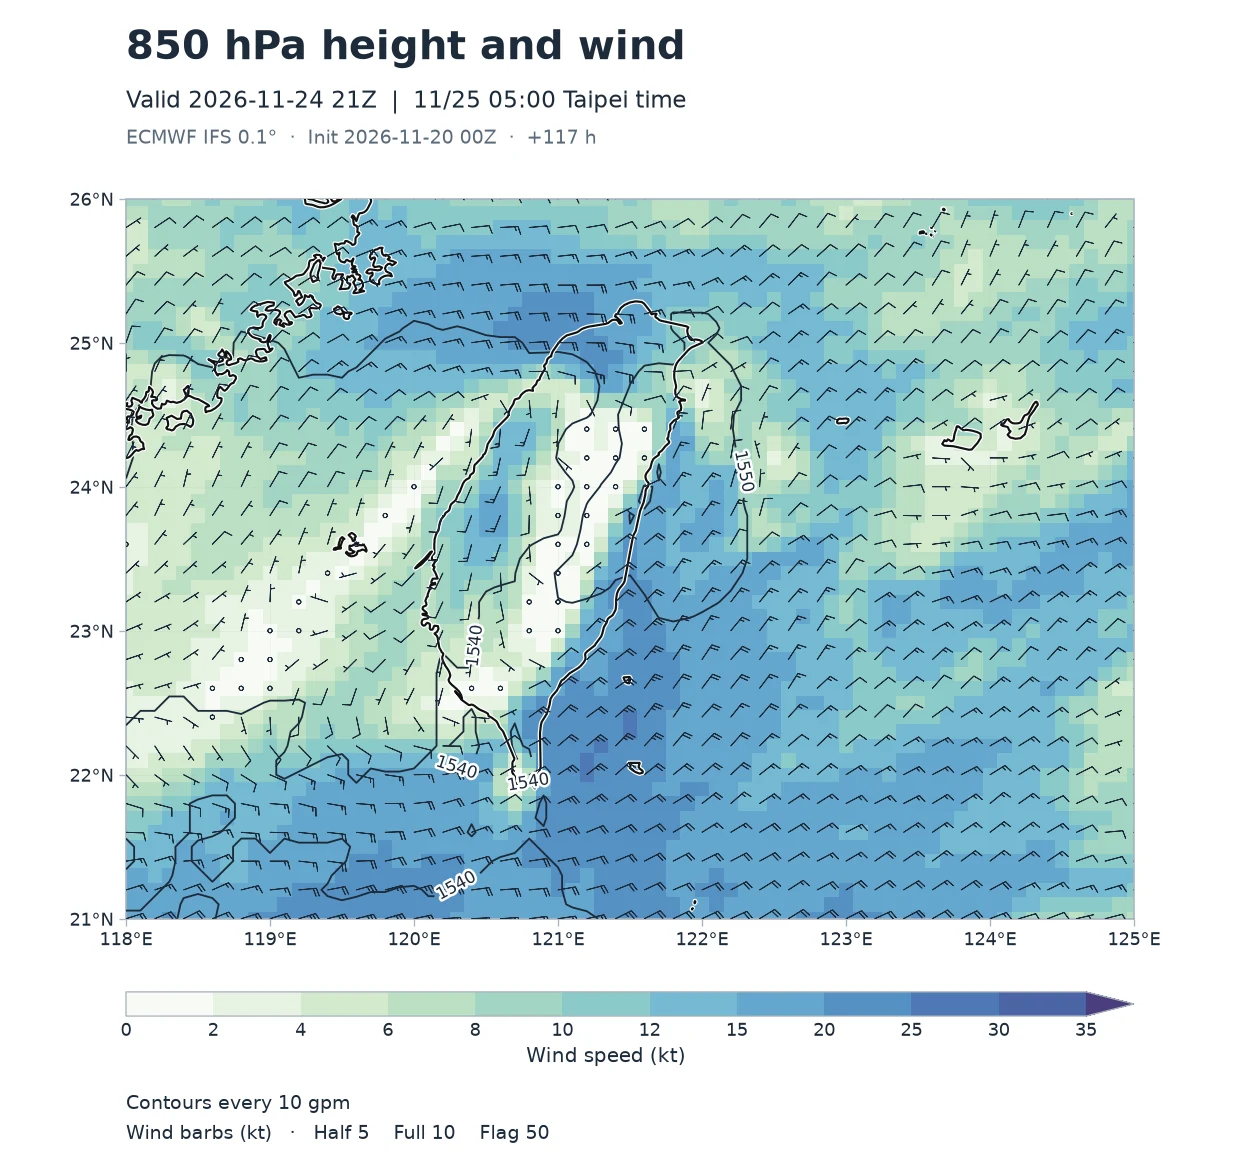 850 hPa height and wind
Valid 2026-11-24 21Z | 11/25 05:00 Taipei time
ECMWF IFS 0.1° · Init 2026-11-20 00Z · +117 h
26°N
25°N
24°N
23°N
22°N
21°N
1550
1540
1540
1540
1540
118°E 119°E 120°E 121°E 122°E 123°E 124°E 125°E
0 2 4 6 8 10 12 15 20 25 30 35
Wind speed (kt)
Contours every 10 gpm
Wind barbs (kt) · Half 5 Full 10 Flag 50